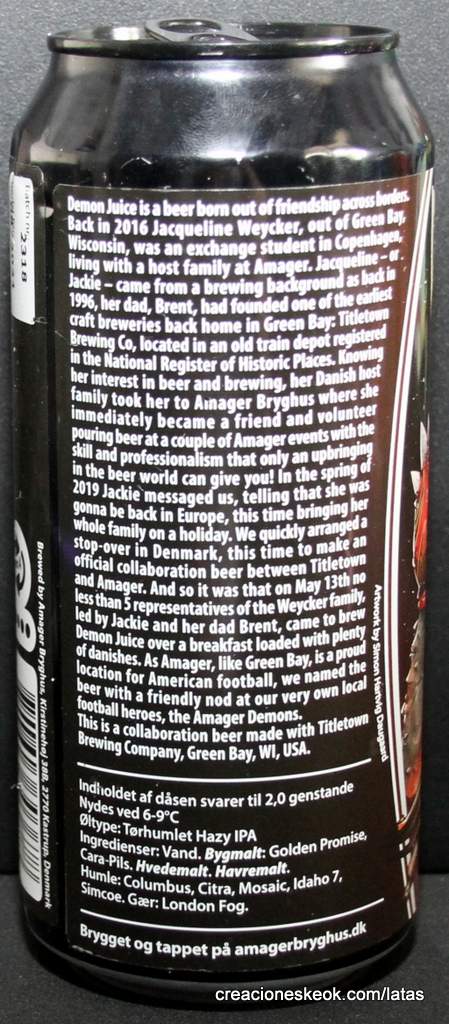 Demon Juice is a beer born out of friendship across borders.
Back in 2016 Jacqueline Weycker, out of Green Bay,
Wisconsin, was an exchange student in Copenhagen,
living with a host family at Amager. Jacqueline – or
Jackie – came from a brewing background as back in
1996, her dad, Brent, had founded one of the earliest
craft breweries back home in Green Bay: Titletown
Brewing Co, located in an old train depot registered
in the National Register of Historic Places. Knowing
her interest in beer and brewing, her Danish host
family took her to Amager Bryghus where she
immediately became a friend and volunteer
pouring beer at a couple of Amager events with the
skill and professionalism that only an upbringing
in the beer world can give you! In the spring of
2019 Jackie messaged us, telling that she was
gonna be back in Europe, this time bringing her
whole family on a holiday. We quickly arranged a
stop-over in Denmark, this time to make an
official collaboration beer between Titletown
and Amager. And so it was that on May 13th no
less than 5 representatives of the Weycker family,
led by Jackie and her dad Brent, came to brew
Demon Juice over a breakfast loaded with plenty
of danishes. As Amager, like Green Bay, is a proud
location for American football, we named the
beer with a friendly nod at our very own local
football heroes, the Amager Demons.
This is a collaboration beer made with Titletown
Brewing Company, Green Bay, WI, USA.
Indholdet af dåsen svarer til 2,0 genstande
Nydes ved 6-9°C
Øltype: Tørhumlet Hazy IPA
Ingredienser: Vand. Bygmalt: Golden Promise,
Cara-Pils. Hvedemalt. Havremalt.
Humle: Columbus, Citra, Mosaic, Idaho 7,
Simcoe. Gær: London Fog.
Brygget og tappet på amagerbryghus.dk
Artwork by Simon Hartvig Daugaard
Brewed by Amager Bryghus, Kirstinehøj 38B, 2770 Kastrup, Denmark
Batch nr.
2318
creacioneskeok.com/latas